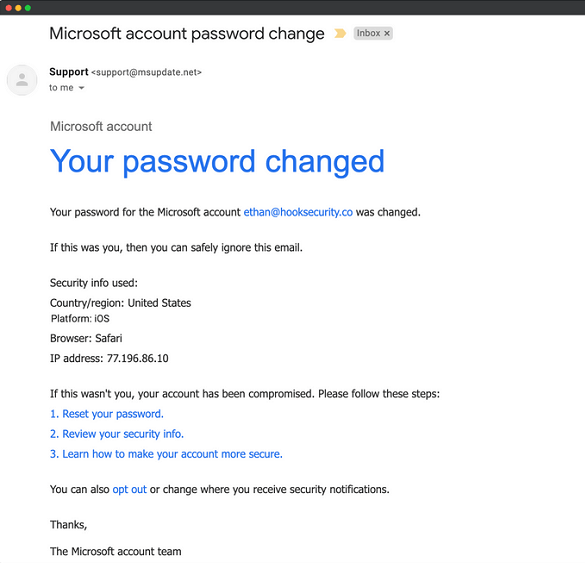 Microsoft account password change Inbox ×
Support <support@msupdate.net>
to me
Microsoft account
Your password changed
Your password for the Microsoft account ethan@hooksecurity.co was changed.
If this was you, then you can safely ignore this email.
Security info used:
Country/region: United States
Platform: iOS
Browser: Safari
IP address: 77.196.86.10
If this wasn't you, your account has been compromised. Please follow these steps:
1. Reset your password.
2. Review your security info.
3. Learn how to make your account more secure.
You can also opt out or change where you receive security notifications.
Thanks,
The Microsoft account team